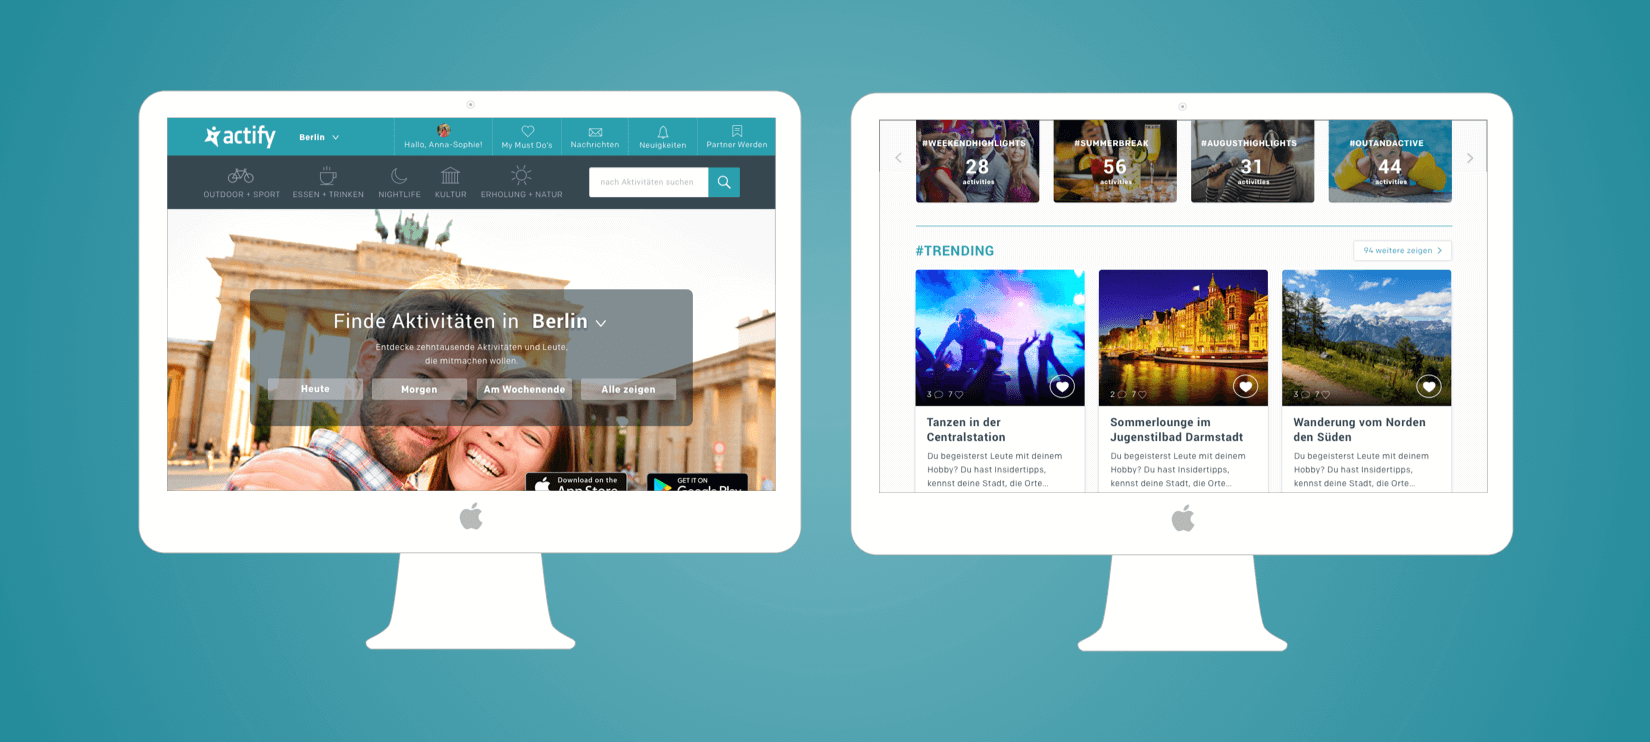 actify
Berlin
Hallo, Anna-Sophie!
My Must Do's
Nachrichten
Neuigkeiten
Partner Werden
OUTDOOR + SPORT
ESSEN + TRINKEN
NIGHTLIFE
KULTUR
ERHOLUNG + NATUR
nach Aktivitäten suchen
Finde Aktivitäten in Berlin
Entdecke zehntausende Aktivitäten und Leute,
die mitmachen wollen.
Heute
Morgen
Am Wochenende
Alle zeigen
Download on the
App Store
GET IT ON
Google Play
#WEEKENDHIGHLIGHTS
28
activities
#SUMMERBREAK
56
activities
#AUGUSTHIGHLIGHTS
31
activities
#OUTANDACTIVE
44
activities
#TRENDING
94 weitere zeigen
3 7
Tanzen in der
Centralstation
Du begeisterst Leute mit deinem
Hobby? Du hast Insidertipps,
kennst deine Stadt, die Orte...
2 7
Sommerlounge im
Jugenstilbad Darmstadt
Du begeisterst Leute mit deinem
Hobby? Du hast Insidertipps,
kennst deine Stadt, die Orte...
3 7
Wanderung vom Norden
den Süden
Du begeisterst Leute mit deinem
Hobby? Du hast Insidertipps,
kennst deine Stadt, die Orte...